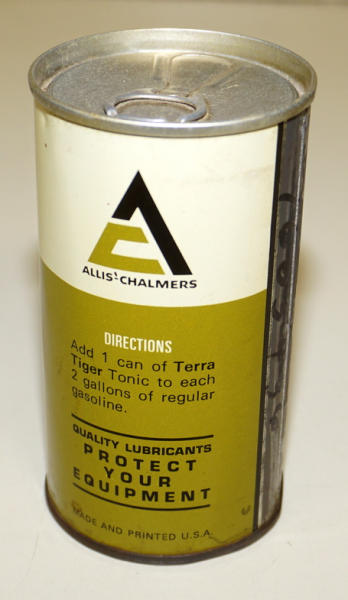 ALLIS-CHALMERS
DIRECTIONS
Add 1 can of Terra
Tiger Tonic to each
2 gallons of regular
gasoline.
QUALITY LUBRICANTS
PROTECT
YOUR
EQUIPMENT
MADE AND PRINTED U.S.A.